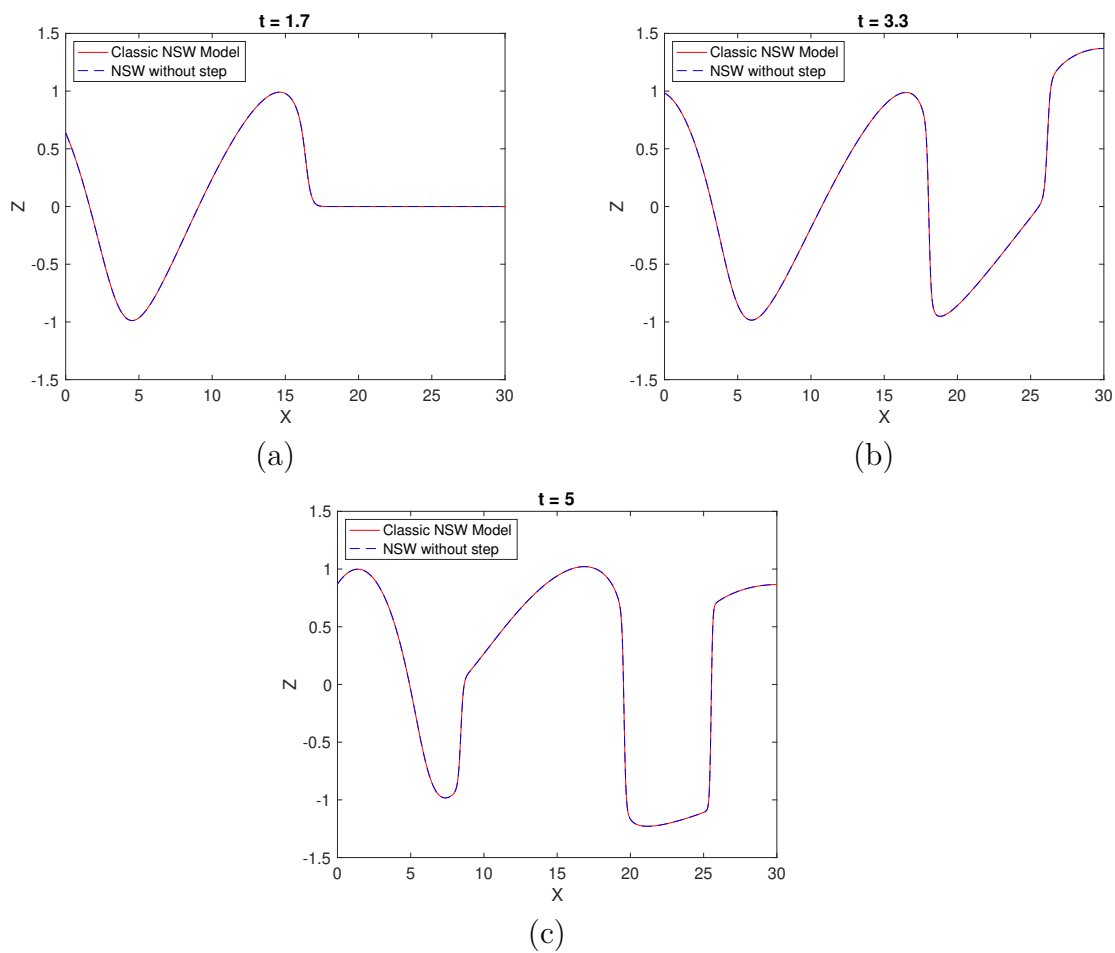 t = 1.7
Classic NSW Model
NSW without step
1.5
1
0.5
0
-0.5
-1
-1.5
Z
0 5 10 15 20 25 30
X
(a)
t = 3.3
Classic NSW Model
NSW without step
1.5
1
0.5
0
-0.5
-1
-1.5
Z
0 5 10 15 20 25 30
X
(b)
t = 5
Classic NSW Model
NSW without step
1.5
1
0.5
0
-0.5
-1
-1.5
Z
0 5 10 15 20 25 30
X
(c)